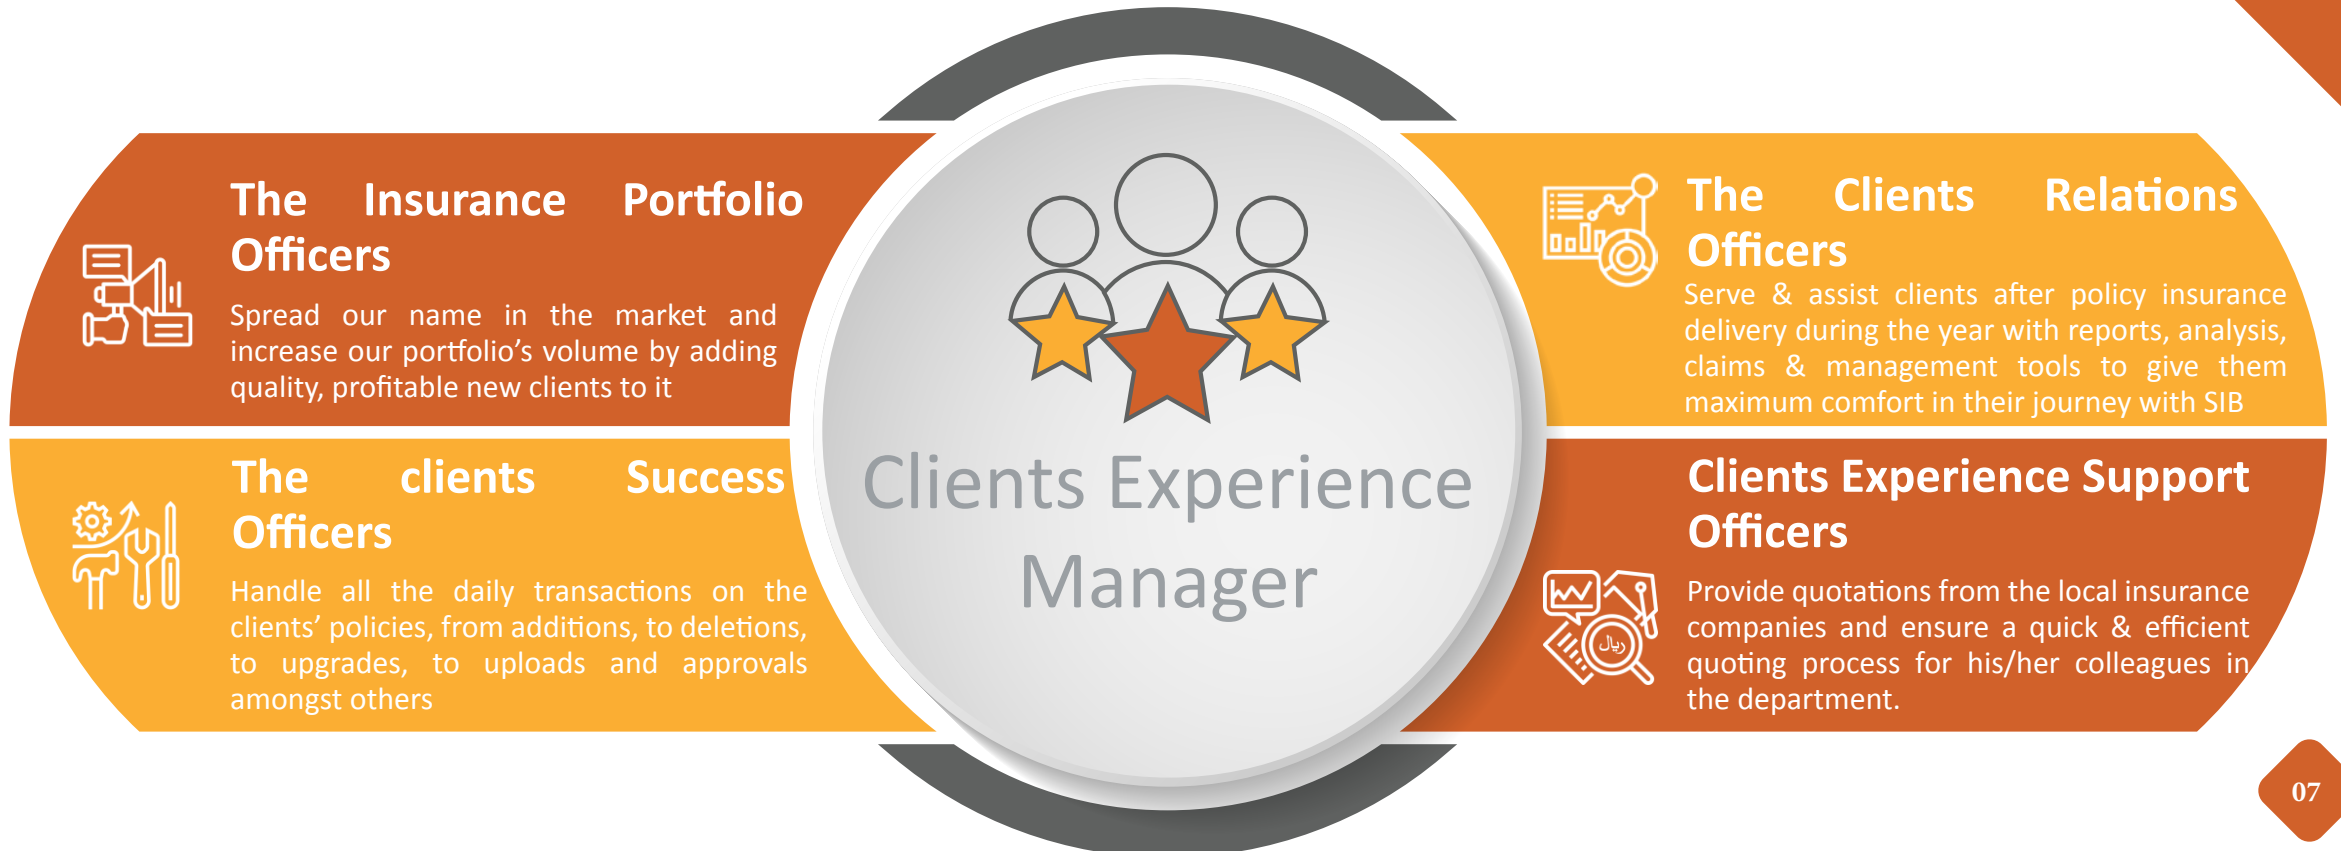 The Insurance Portfolio
Officers
Spread our name in the market and
increase our portfolio's volume by adding
quality, profitable new clients to it
The clients Success
Officers
Handle all the daily transactions on the
clients' policies, from additions, to deletions,
to upgrades, to uploads and approvals
amongst others
Clients Experience
Manager
The Clients Relations
Officers
Serve & assist clients after policy insurance
delivery during the year with reports, analysis,
claims & management tools to give them
maximum comfort in their journey with SIB
Clients Experience Support
Officers
Provide quotations from the local insurance
companies and ensure a quick & efficient
quoting process for his/her colleagues in
the department.
ريال
07